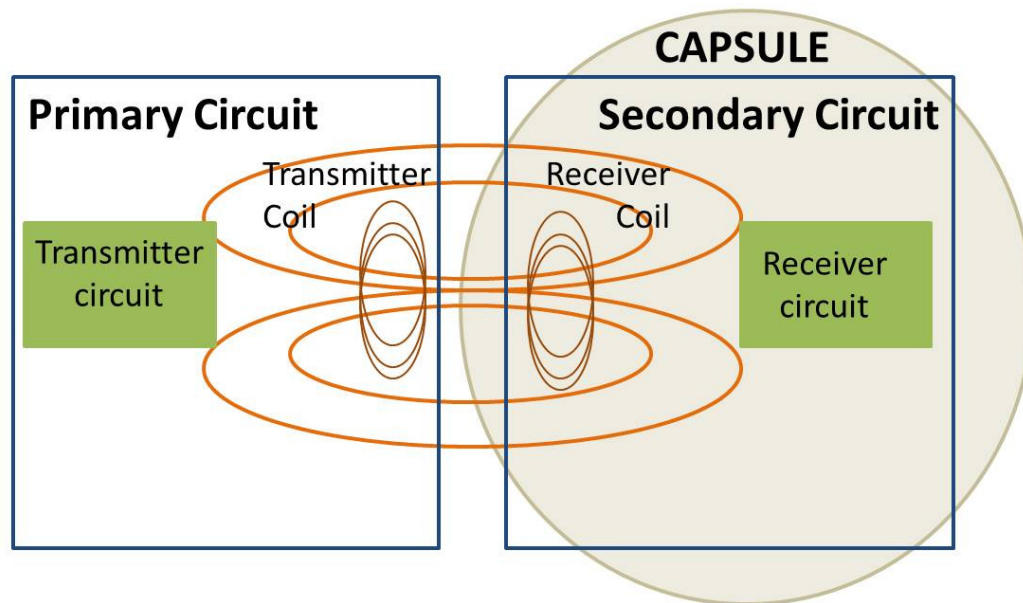 CAPSULE
Primary Circuit
Secondary Circuit
Transmitter
Coil
Receiver
Coil
Transmitter
circuit
Receiver
circuit